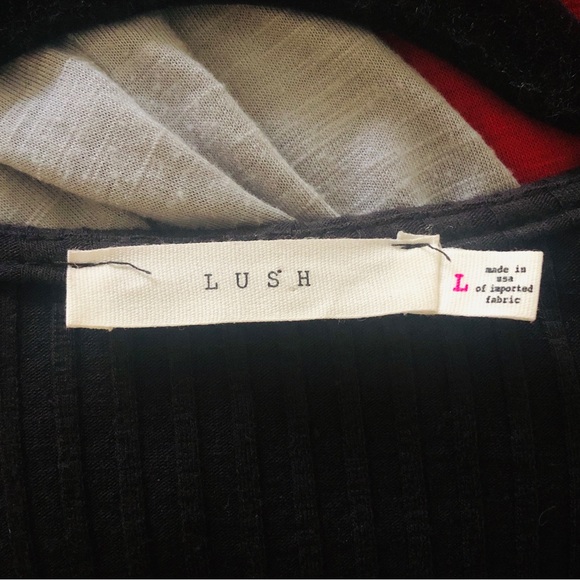 LUSH
L
made in
usa
of imported
fabric